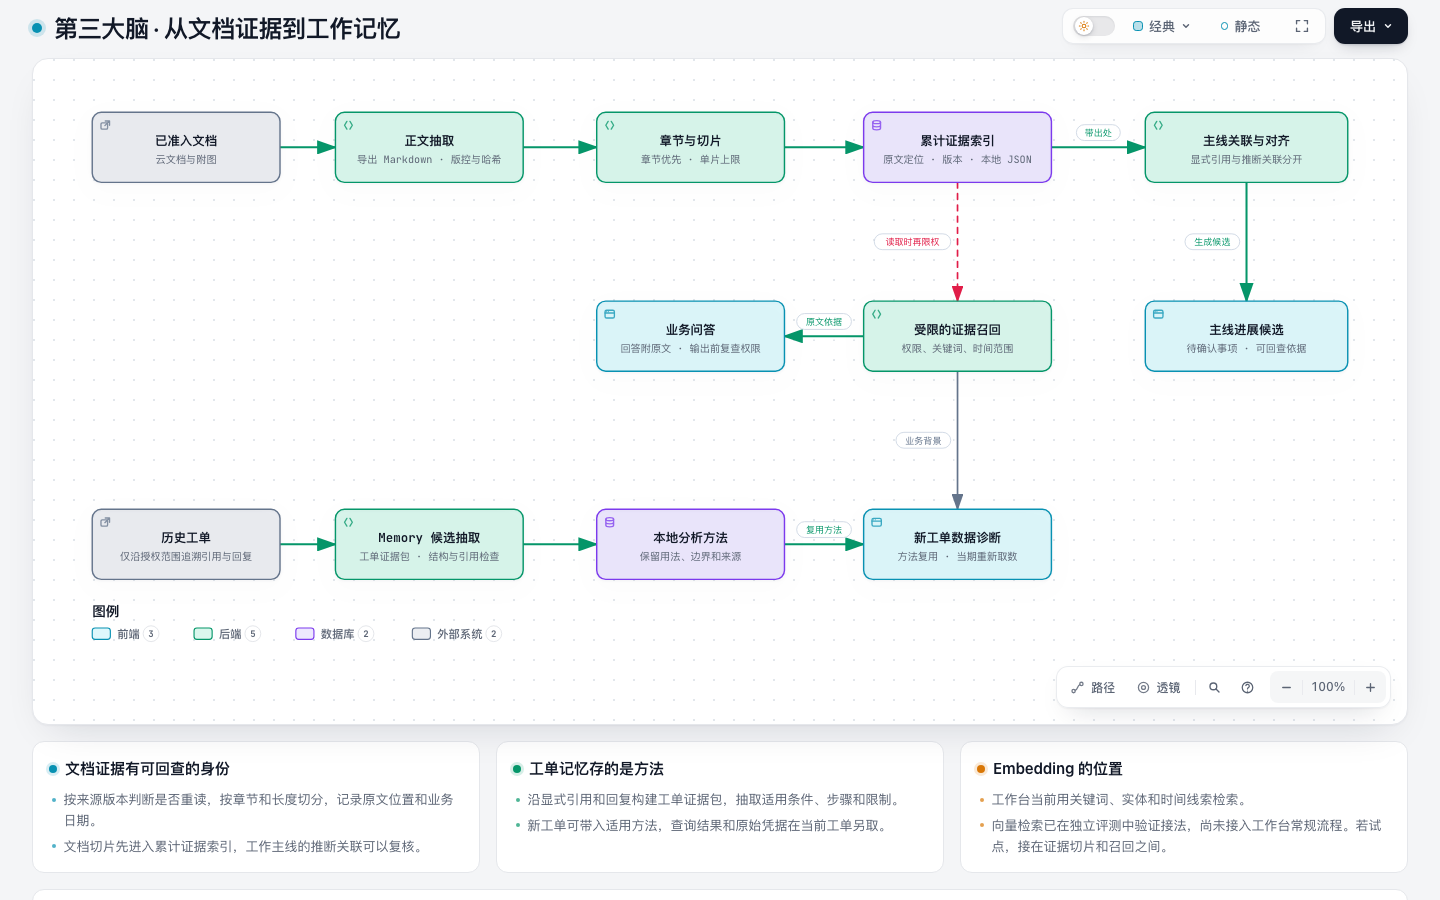 第三大脑 · 从文档证据到工作记忆
经典
静态
导出
已准入文档
云文档与附图
正文抽取
导出 Markdown · 版控与哈希
章节与切片
章节优先 · 单片上限
累计证据索引
原文定位 · 版本 · 本地 JSON
带出处
主线关联与对齐
显式引用与推断关联分开
读取时再限权
生成候选
业务问答
回答附原文 · 输出前复查权限
原文依据
受限的证据召回
权限、关键词、时间范围
主线进展候选
待确认事项 · 可回查依据
业务背景
历史工单
仅沿授权范围追溯引用与回复
Memory 候选抽取
工单证据包 · 结构与引用检查
本地分析方法
保留用法、边界和来源
复用方法
新工单数据诊断
方法复用 · 当期重新取数
图例
前端 3
后端 5
数据库 2
外部系统 2
路径
透镜
100%
文档证据有可回查的身份
按来源版本判断是否重读，按章节和长度切分，记录原文位置和业务
日期。
文档切片先进入累计证据索引，工作主线的推断关联可以复核。
工单记忆存的是方法
沿显式引用和回复构建工单证据包，抽取适用条件、步骤和限制。
新工单可带入适用方法，查询结果和原始凭据在当前工单另取。
Embedding 的位置
工作台当前用关键词、实体和时间线索检索。
向量检索已在独立评测中验证接法，尚未接入工作台常规流程。若试
点，接在证据切片和召回之间。